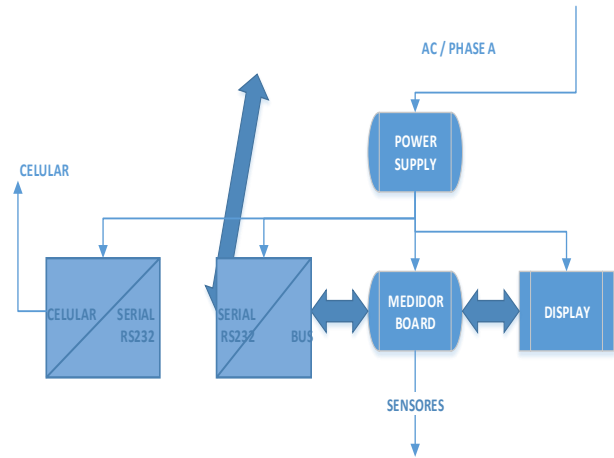 AC / PHASE A
POWER
SUPPLY
CELULAR
CELULAR
SERIAL
RS232
SERIAL
RS232
BUS
MEDIDOR
BOARD
DISPLAY
SENSORES